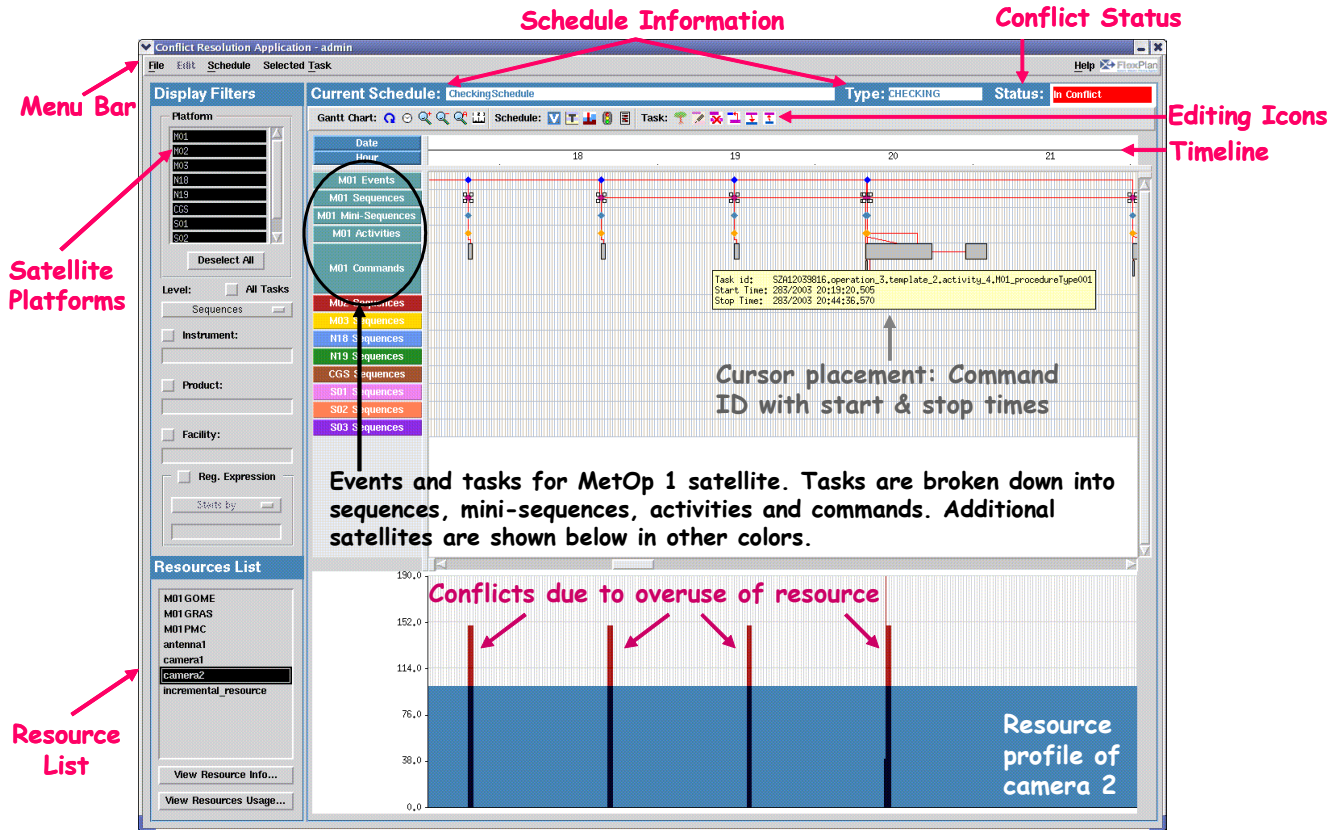 Schedule Information
Conflict Status
Conflict Resolution Application - admin
File Edit Schedule Selected Task
Help FlexPlan
Menu Bar
Display Filters
Current Schedule: CheckingSchedule
Type: CHECKING
Status: In Conflict
Platform
Gantt Chart:
Schedule:
Task:
Editing Icons
M01
M02
M03
N18
N19
CGS
S01
S02
Deselect All
Satellite
Platforms
Date
Hour
18 19 20 21
Timeline
M01 Events
M01 Sequences
M01 Mini-Sequences
M01 Activities
M01 Commands
M02 Sequences
M03 Sequences
N18 Sequences
N19 Sequences
CGS Sequences
S01 Sequences
S02 Sequences
S03 Sequences
Level: All Tasks
Sequences
Instrument:
Product:
Facility:
Reg. Expression
Starts by
Task id: SZA12039816.operation_3.template_2.activity_4.M01_procedureType001
Start Time: 283/2003 20:19:20.505
Stop Time: 283/2003 20:44:36.570
Cursor placement: Command
ID with start & stop times
Events and tasks for MetOp 1 satellite. Tasks are broken down into
sequences, mini-sequences, activities and commands. Additional
satellites are shown below in other colors.
Resources List
M01GOME
M01GRAS
M01PMC
antenna1
camera1
camera2
incremental_resource
View Resource Info...
View Resources Usage...
Resource
List
190.0
152.0
114.0
76.0
38.0
0.0
Conflicts due to overuse of resource
Resource
profile of
camera 2